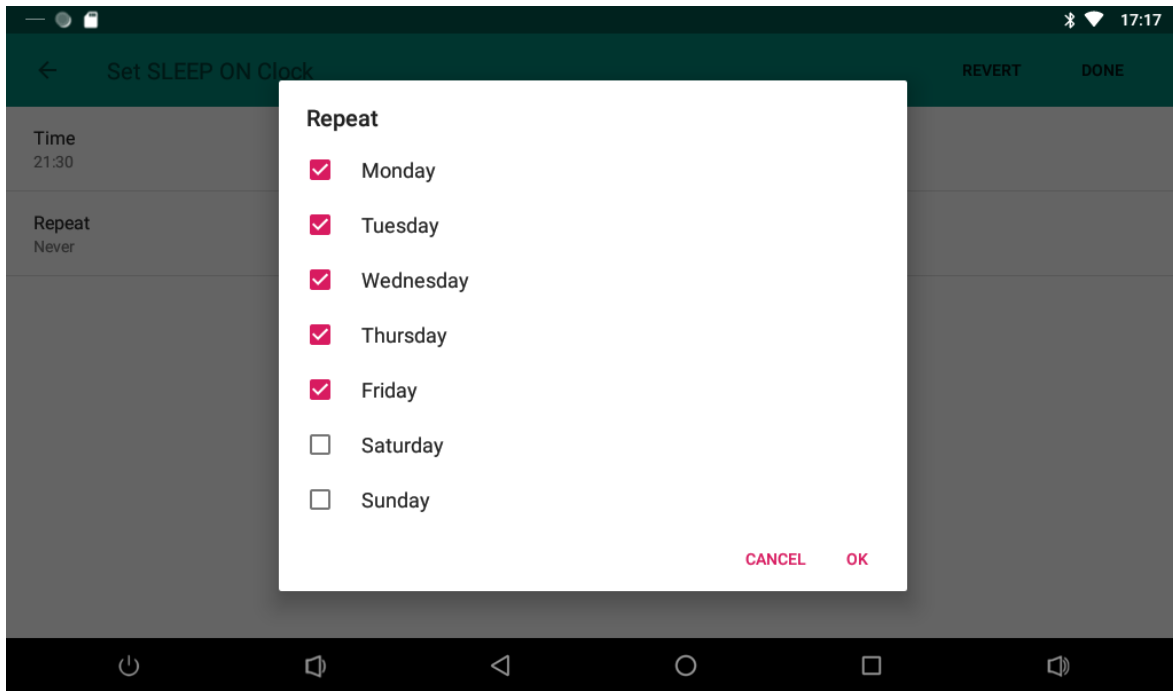 17:17
Set SLEEP ON Clock
REVERT
DONE
Time
21:30
Repeat
Never
Repeat
Monday
Tuesday
Wednesday
Thursday
Friday
Saturday
Sunday
CANCEL
OK